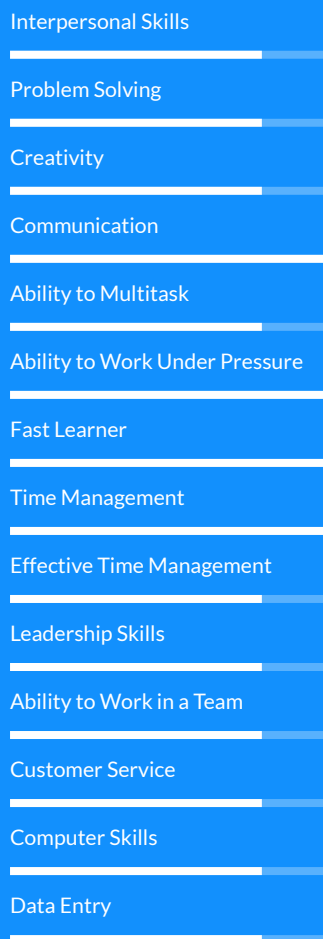 Interpersonal Skills
Problem Solving
Creativity
Communication
Ability to Multitask
Ability to Work Under Pressure
Fast Learner
Time Management
Effective Time Management
Leadership Skills
Ability to Work in a Team
Customer Service
Computer Skills
Data Entry